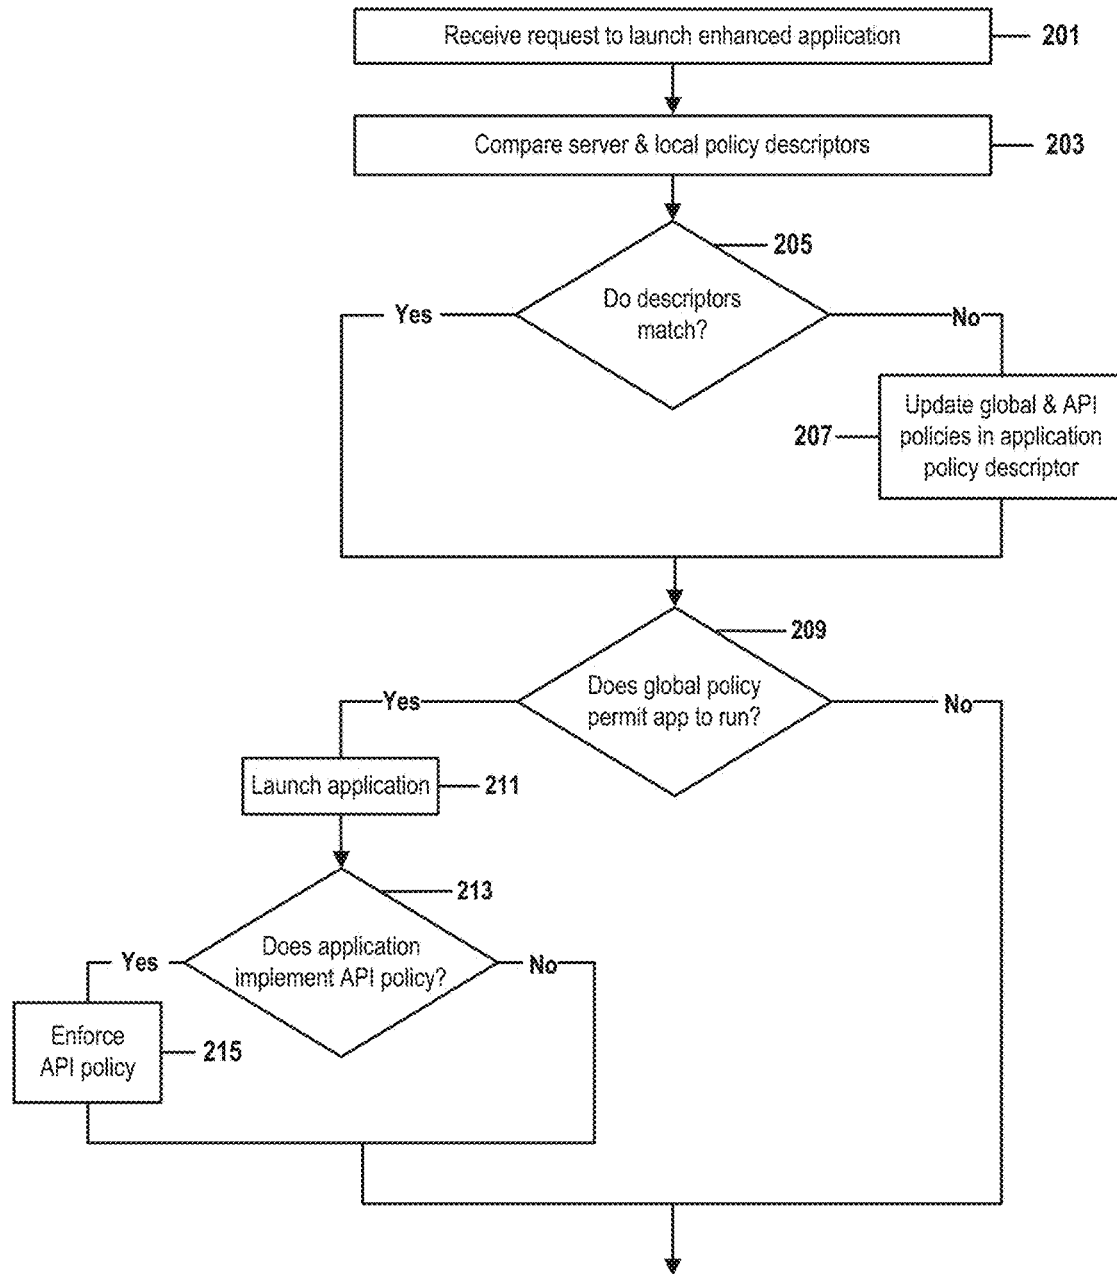 Receive request to launch enhanced application
201
Compare server & local policy descriptors
203
205
Do descriptors
match?
Yes
No
Update global & API
policies in application
policy descriptor
207
209
Does global policy
permit app to run?
Yes
No
Launch application
211
213
Does application
implement API policy?
Yes
No
Enforce
API policy
215